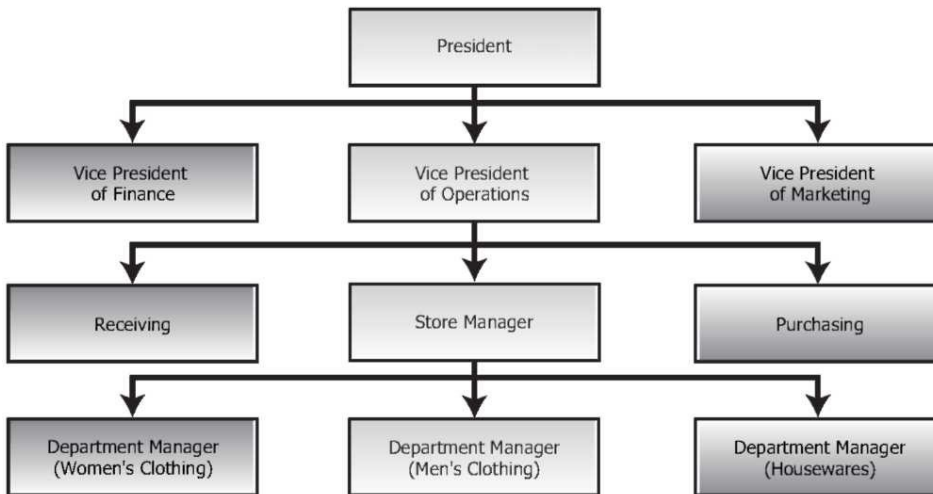 President
Vice President
of Finance
Vice President
of Operations
Vice President
of Marketing
Receiving
Store Manager
Purchasing
Department Manager
(Women's Clothing)
Department Manager
(Men's Clothing)
Department Manager
(Housewares)